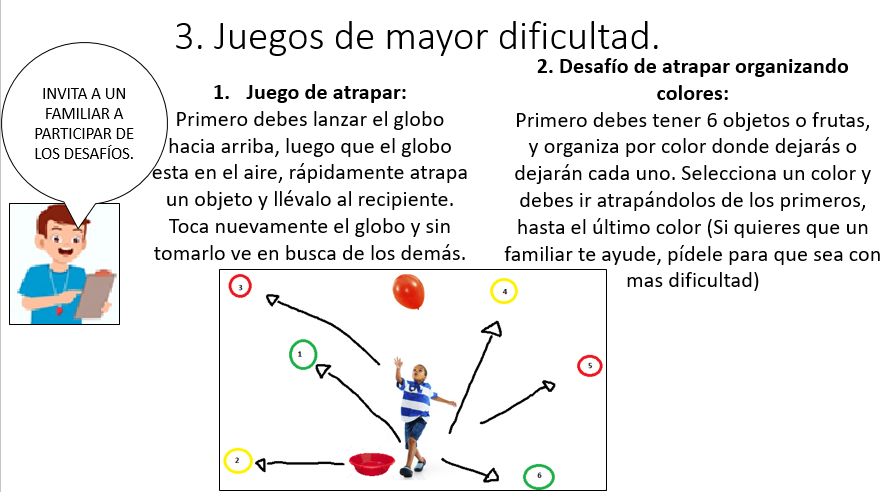 3. Juegos de mayor dificultad.
INVITA A UN
FAMILIAR A
PARTICIPAR DE
LOS DESAFÍOS.
1. Juego de atrapar:
Primero debes lanzar el globo
hacia arriba, luego que el globo
esta en el aire, rápidamente atrapa
un objeto y llévalo al recipiente.
Toca nuevamente el globo y sin
tomarlo ve en busca de los demás.
2. Desafío de atrapar organizando
colores:
Primero debes tener 6 objetos o frutas,
y organiza por color donde dejarás o
dejarán cada uno. Selecciona un color y
debes ir atrapándolos de los primeros,
hasta el último color (Si quieres que un
familiar te ayude, pídele para que sea con
mas dificultad)
3
4
1
5
2
6